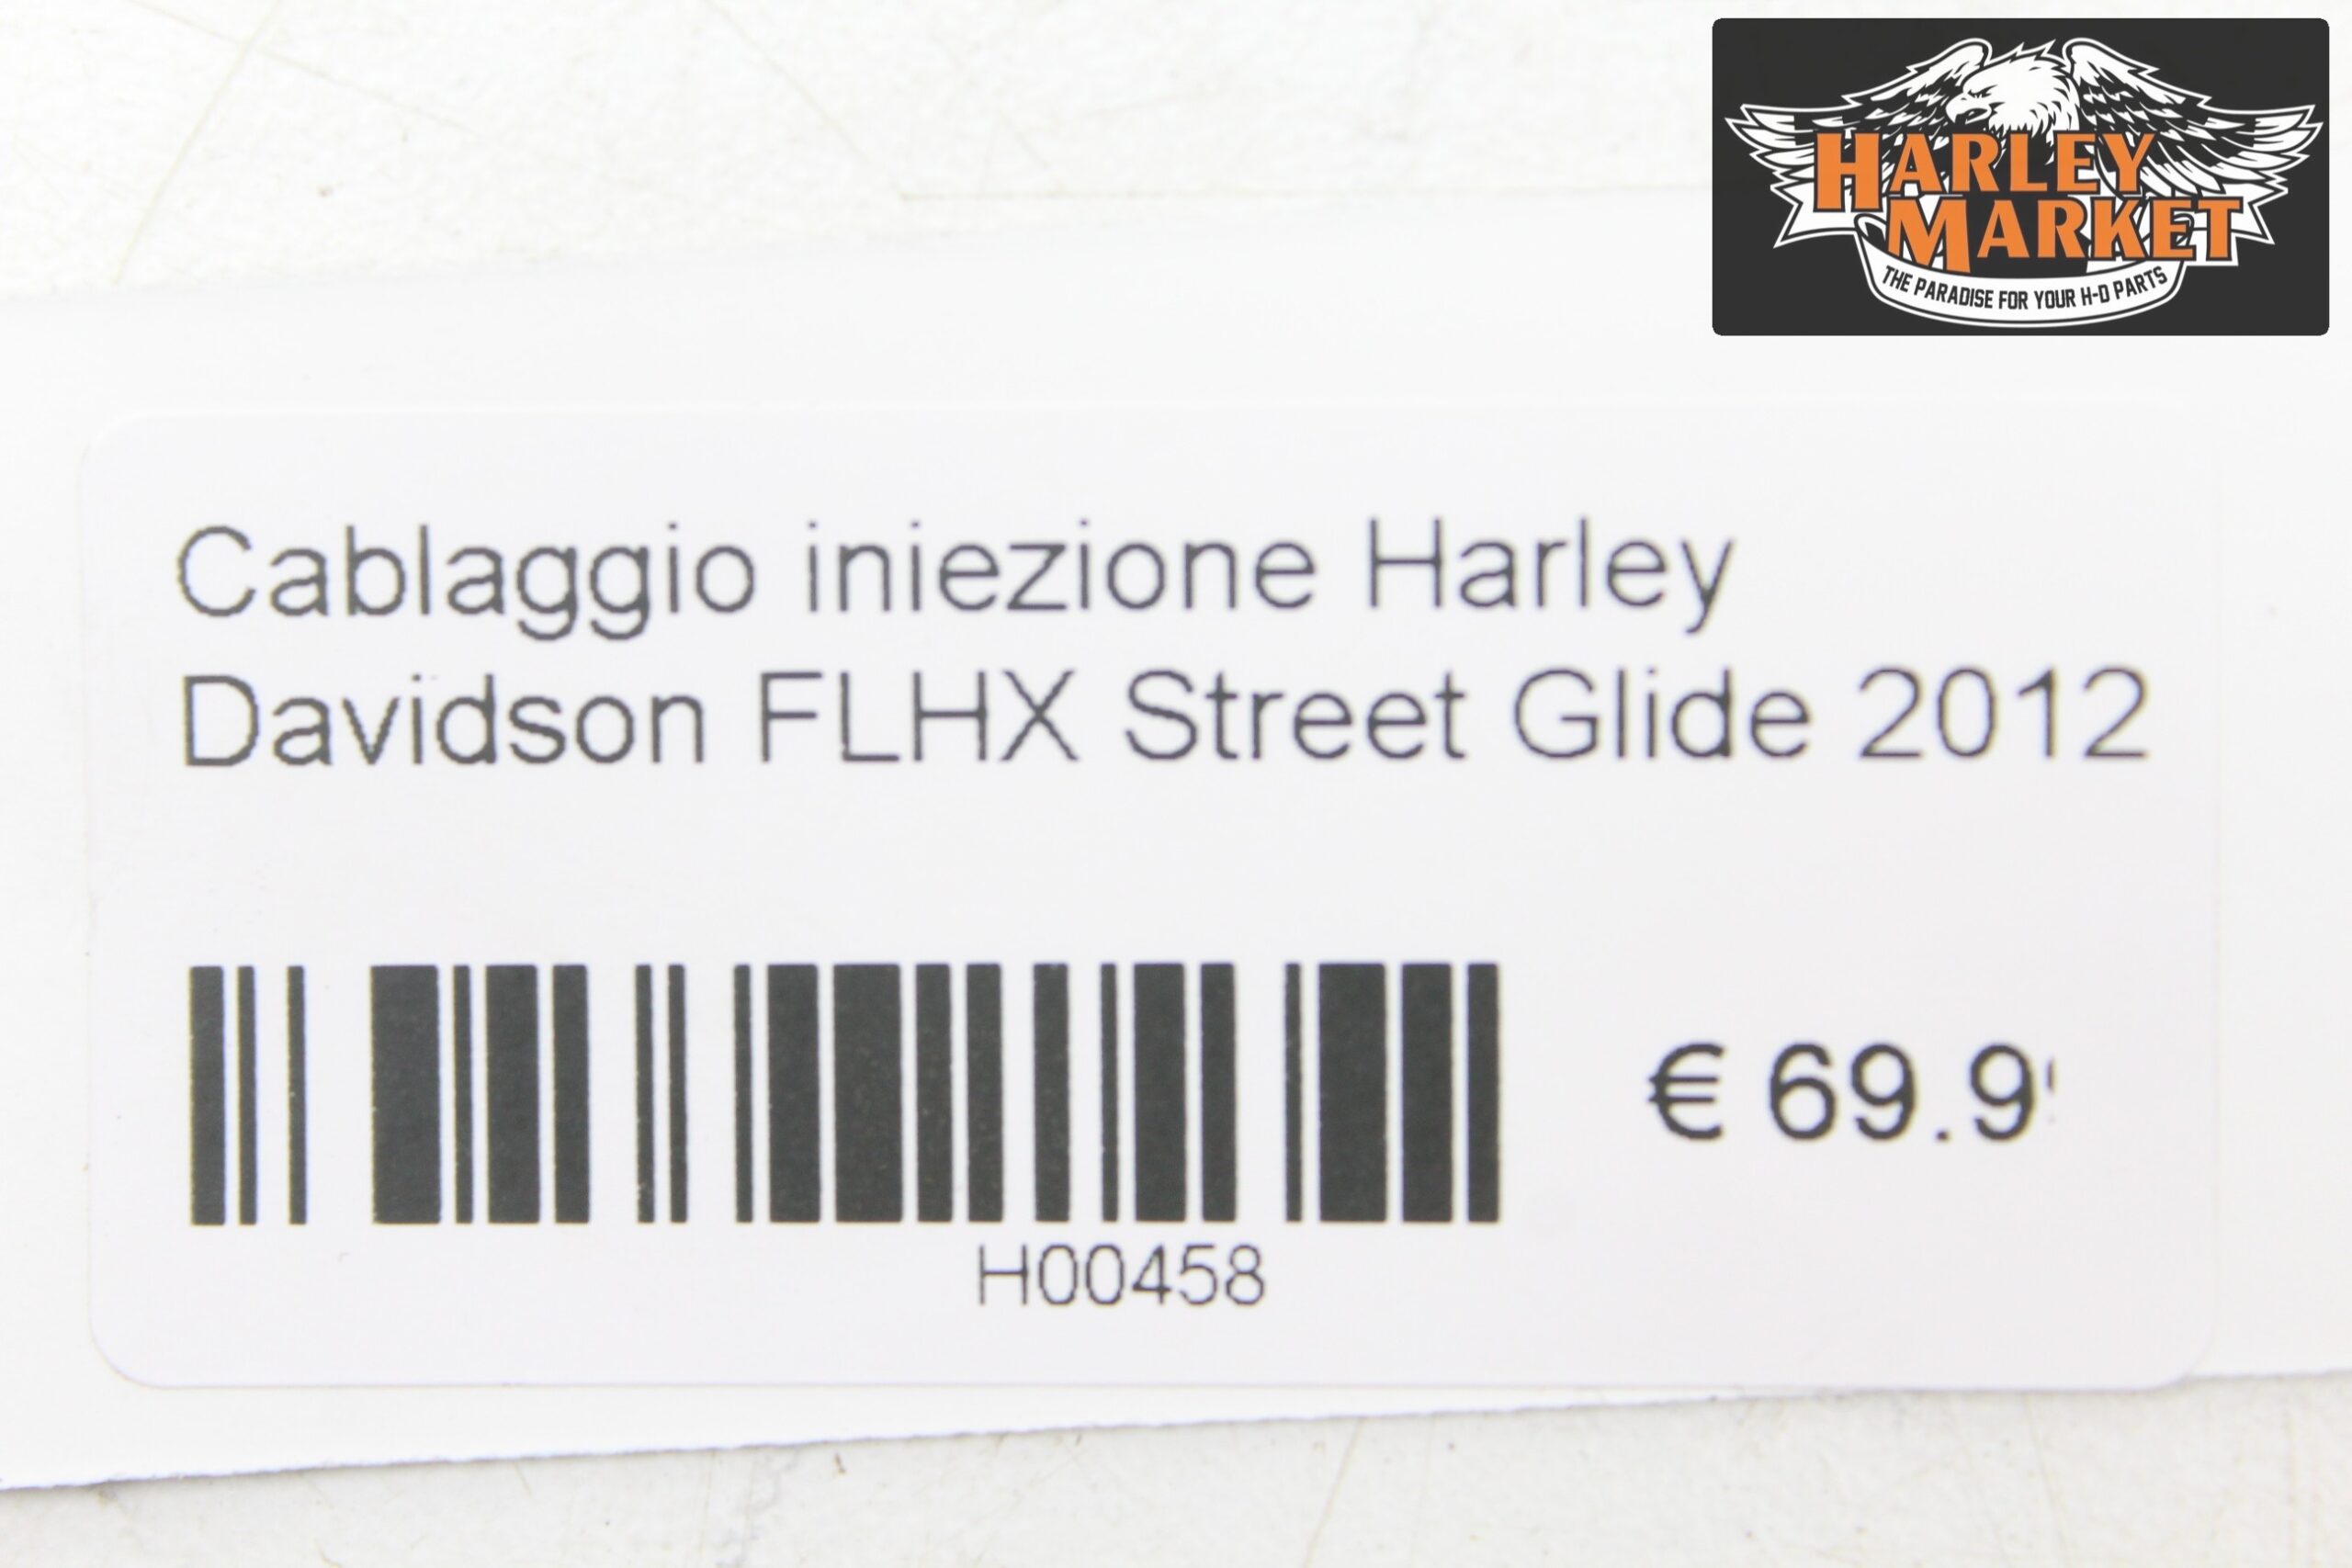 HARLEY
MARKET
THE PARADISE FOR YOUR H-D PARTS
Cablaggio iniezione Harley
Davidson FLHX Street Glide 2012
€ 69.9
H00458